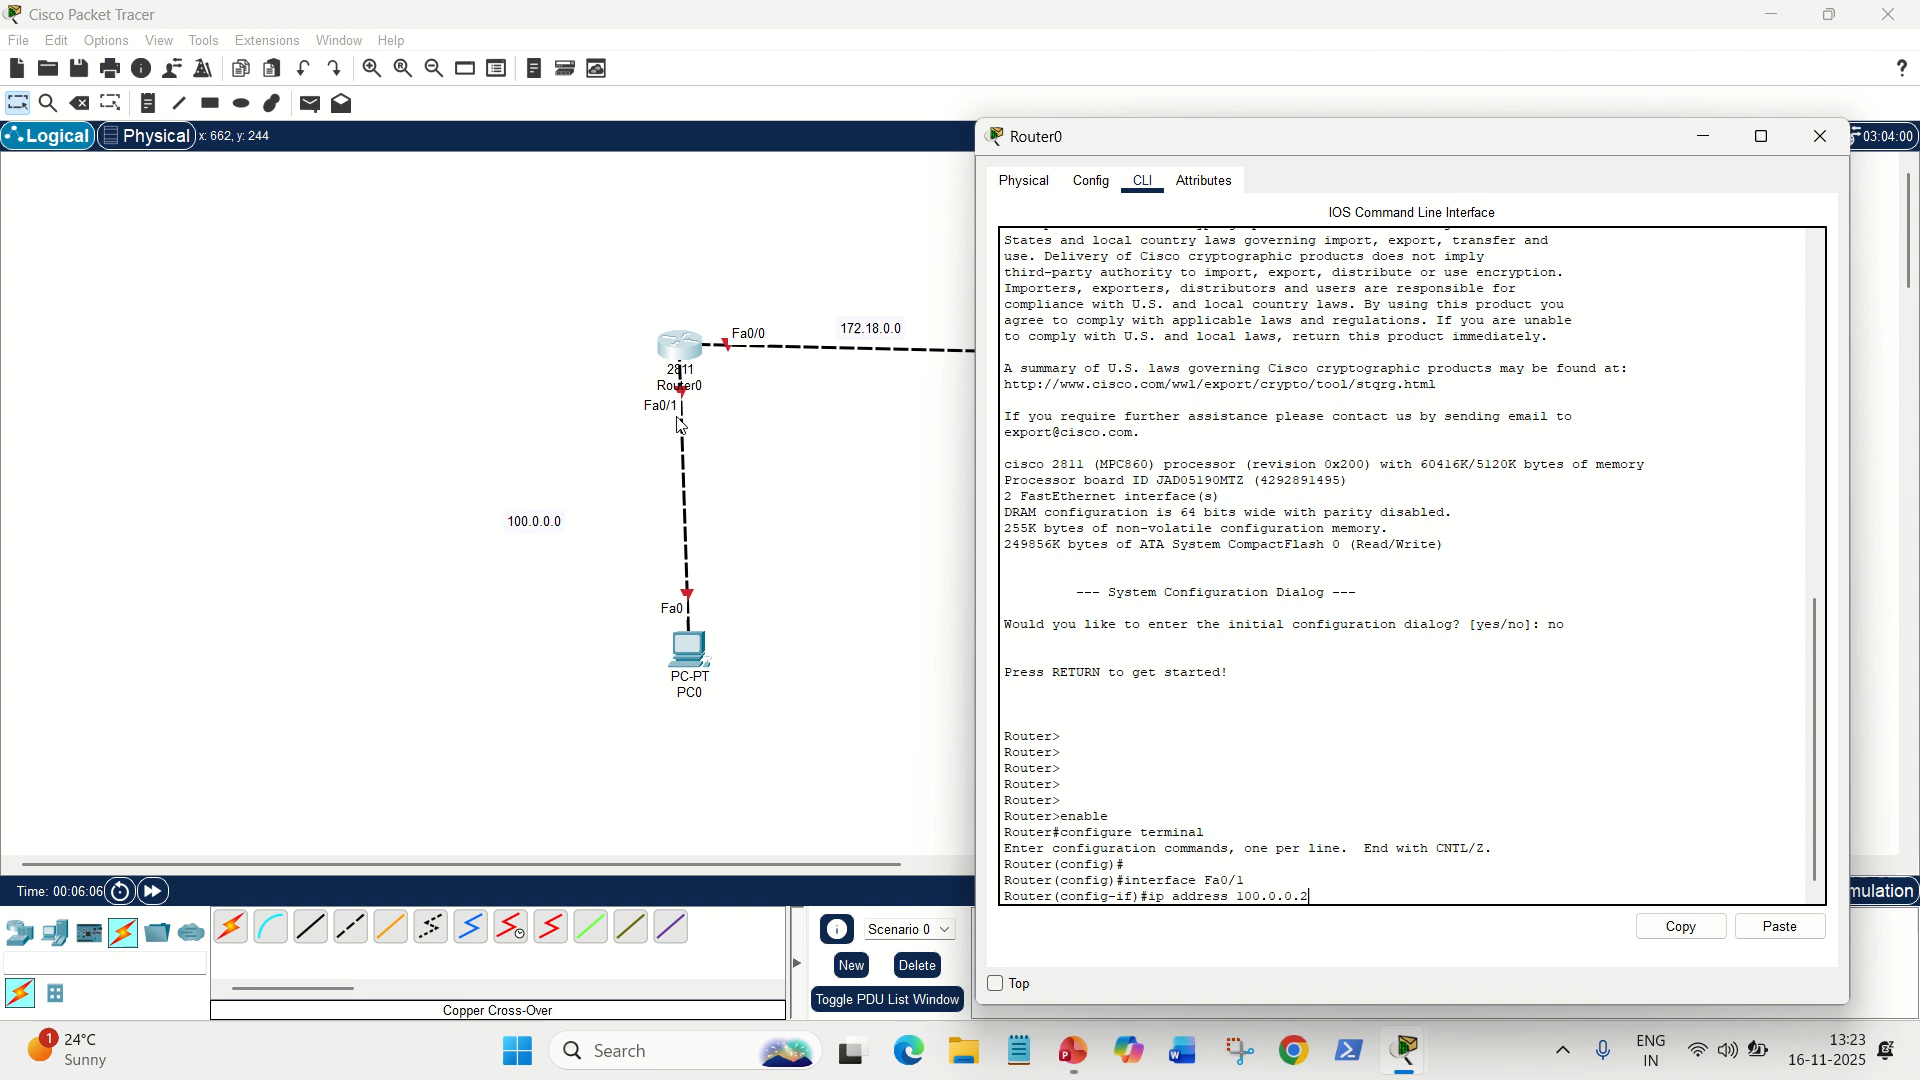 Cisco Packet Tracer
File Edit Options View Tools Extensions Window Help
Logical Physical x: 662, y: 244
03:04:00
Router0
Physical Config CLI Attributes
IOS Command Line Interface
States and local country laws governing import, export, transfer and
use. Delivery of Cisco cryptographic products does not imply
third-party authority to import, export, distribute or use encryption.
Importers, exporters, distributors and users are responsible for
compliance with U.S. and local country laws. By using this product you
agree to comply with applicable laws and regulations. If you are unable
to comply with U.S. and local laws, return this product immediately.
A summary of U.S. laws governing Cisco cryptographic products may be found at:
http://www.cisco.com/wwl/export/crypto/tool/stqrg.html
If you require further assistance please contact us by sending email to
export@cisco.com.
cisco 2811 (MPC860) processor (revision 0x200) with 60416K/5120K bytes of memory
Processor board ID JAD05190MTZ (4292891495)
2 FastEthernet interface(s)
DRAM configuration is 64 bits wide with parity disabled.
255K bytes of non-volatile configuration memory.
249856K bytes of ATA System CompactFlash 0 (Read/Write)
--- System Configuration Dialog ---
Would you like to enter the initial configuration dialog? [yes/no]: no
Press RETURN to get started!
Router>
Router>
Router>
Router>
Router>
Router>enable
Router#configure terminal
Enter configuration commands, one per line. End with CNTL/Z.
Router(config)#
Router(config)#interface Fa0/1
Router(config-if)#ip address 100.0.0.2
Copy Paste
Top
Fa0/0
172.18.0.0
2811
Router0
Fa0/1
100.0.0.0
Fa0
PC-PT
PC0
Time: 00:06:06
mulation
Scenario 0
New Delete
Toggle PDU List Window
Copper Cross-Over
1
24°C
Sunny
Search
ENG
IN
13:23
16-11-2025